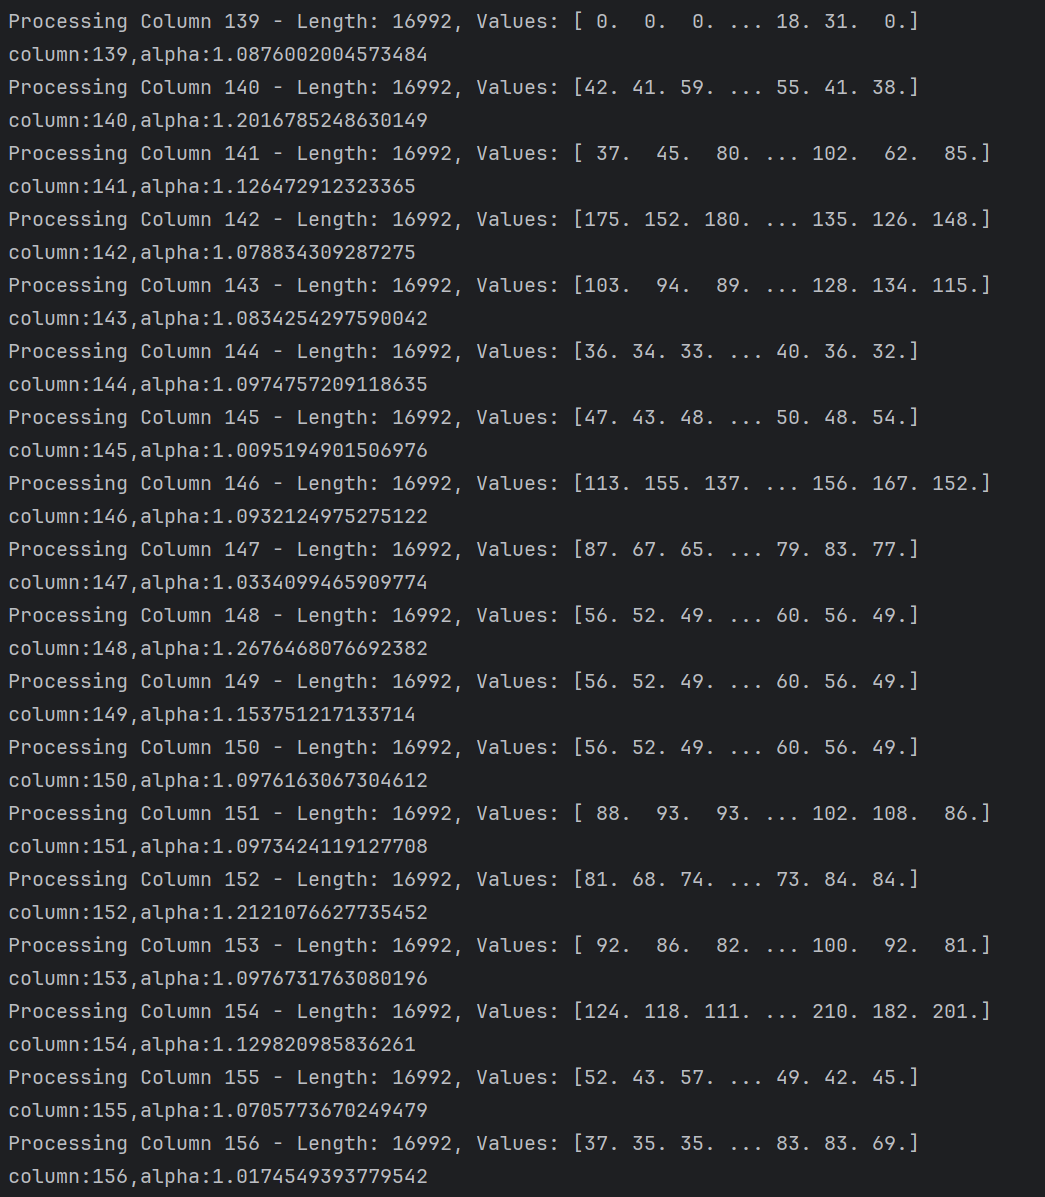 Processing Column 139 - Length: 16992, Values: [ 0.  0.  0. ... 18. 31.  0.]
column:139,alpha:1.0876002004573484
Processing Column 140 - Length: 16992, Values: [42. 41. 59. ... 55. 41. 38.]
column:140,alpha:1.2016785248630149
Processing Column 141 - Length: 16992, Values: [ 37.  45.  80. ... 102.  62.  85.]
column:141,alpha:1.126472912323365
Processing Column 142 - Length: 16992, Values: [175. 152. 180. ... 135. 126. 148.]
column:142,alpha:1.078834309287275
Processing Column 143 - Length: 16992, Values: [103.  94.  89. ... 128. 134. 115.]
column:143,alpha:1.0834254297590042
Processing Column 144 - Length: 16992, Values: [36. 34. 33. ... 40. 36. 32.]
column:144,alpha:1.0974757209118635
Processing Column 145 - Length: 16992, Values: [47. 43. 48. ... 50. 48. 54.]
column:145,alpha:1.0095194901506976
Processing Column 146 - Length: 16992, Values: [113. 155. 137. ... 156. 167. 152.]
column:146,alpha:1.0932124975275122
Processing Column 147 - Length: 16992, Values: [87. 67. 65. ... 79. 83. 77.]
column:147,alpha:1.0334099465909774
Processing Column 148 - Length: 16992, Values: [56. 52. 49. ... 60. 56. 49.]
column:148,alpha:1.2676468076692382
Processing Column 149 - Length: 16992, Values: [56. 52. 49. ... 60. 56. 49.]
column:149,alpha:1.153751217133714
Processing Column 150 - Length: 16992, Values: [56. 52. 49. ... 60. 56. 49.]
column:150,alpha:1.0976163067304612
Processing Column 151 - Length: 16992, Values: [ 88.  93.  93. ... 102. 108.  86.]
column:151,alpha:1.0973424119127708
Processing Column 152 - Length: 16992, Values: [81. 68. 74. ... 73. 84. 84.]
column:152,alpha:1.2121076627735452
Processing Column 153 - Length: 16992, Values: [ 92.  86.  82. ... 100.  92.  81.]
column:153,alpha:1.0976731763080196
Processing Column 154 - Length: 16992, Values: [124. 118. 111. ... 210. 182. 201.]
column:154,alpha:1.129820985836261
Processing Column 155 - Length: 16992, Values: [52. 43. 57. ... 49. 42. 45.]
column:155,alpha:1.0705773670249479
Processing Column 156 - Length: 16992, Values: [37. 35. 35. ... 83. 83. 69.]
column:156,alpha:1.0174549393779542